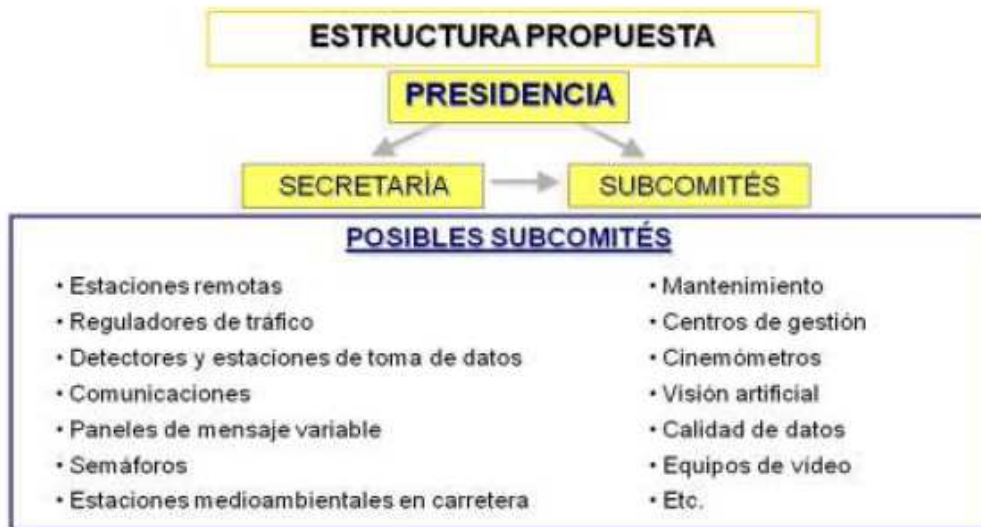 ESTRUCTURA PROPUESTA
PRESIDENCIA
SECRETARÍA
SUBCOMITÉS
POSIBLES SUBCOMITÉS
• Estaciones remotas
• Reguladores de tráfico
• Detectores y estaciones de toma de datos
• Comunicaciones
• Paneles de mensaje variable
• Semáforos
• Estaciones medioambientales en carretera
• Mantenimiento
• Centros de gestión
• Cinemómetros
• Visión artificial
• Calidad de datos
• Equipos de vídeo
• Etc.